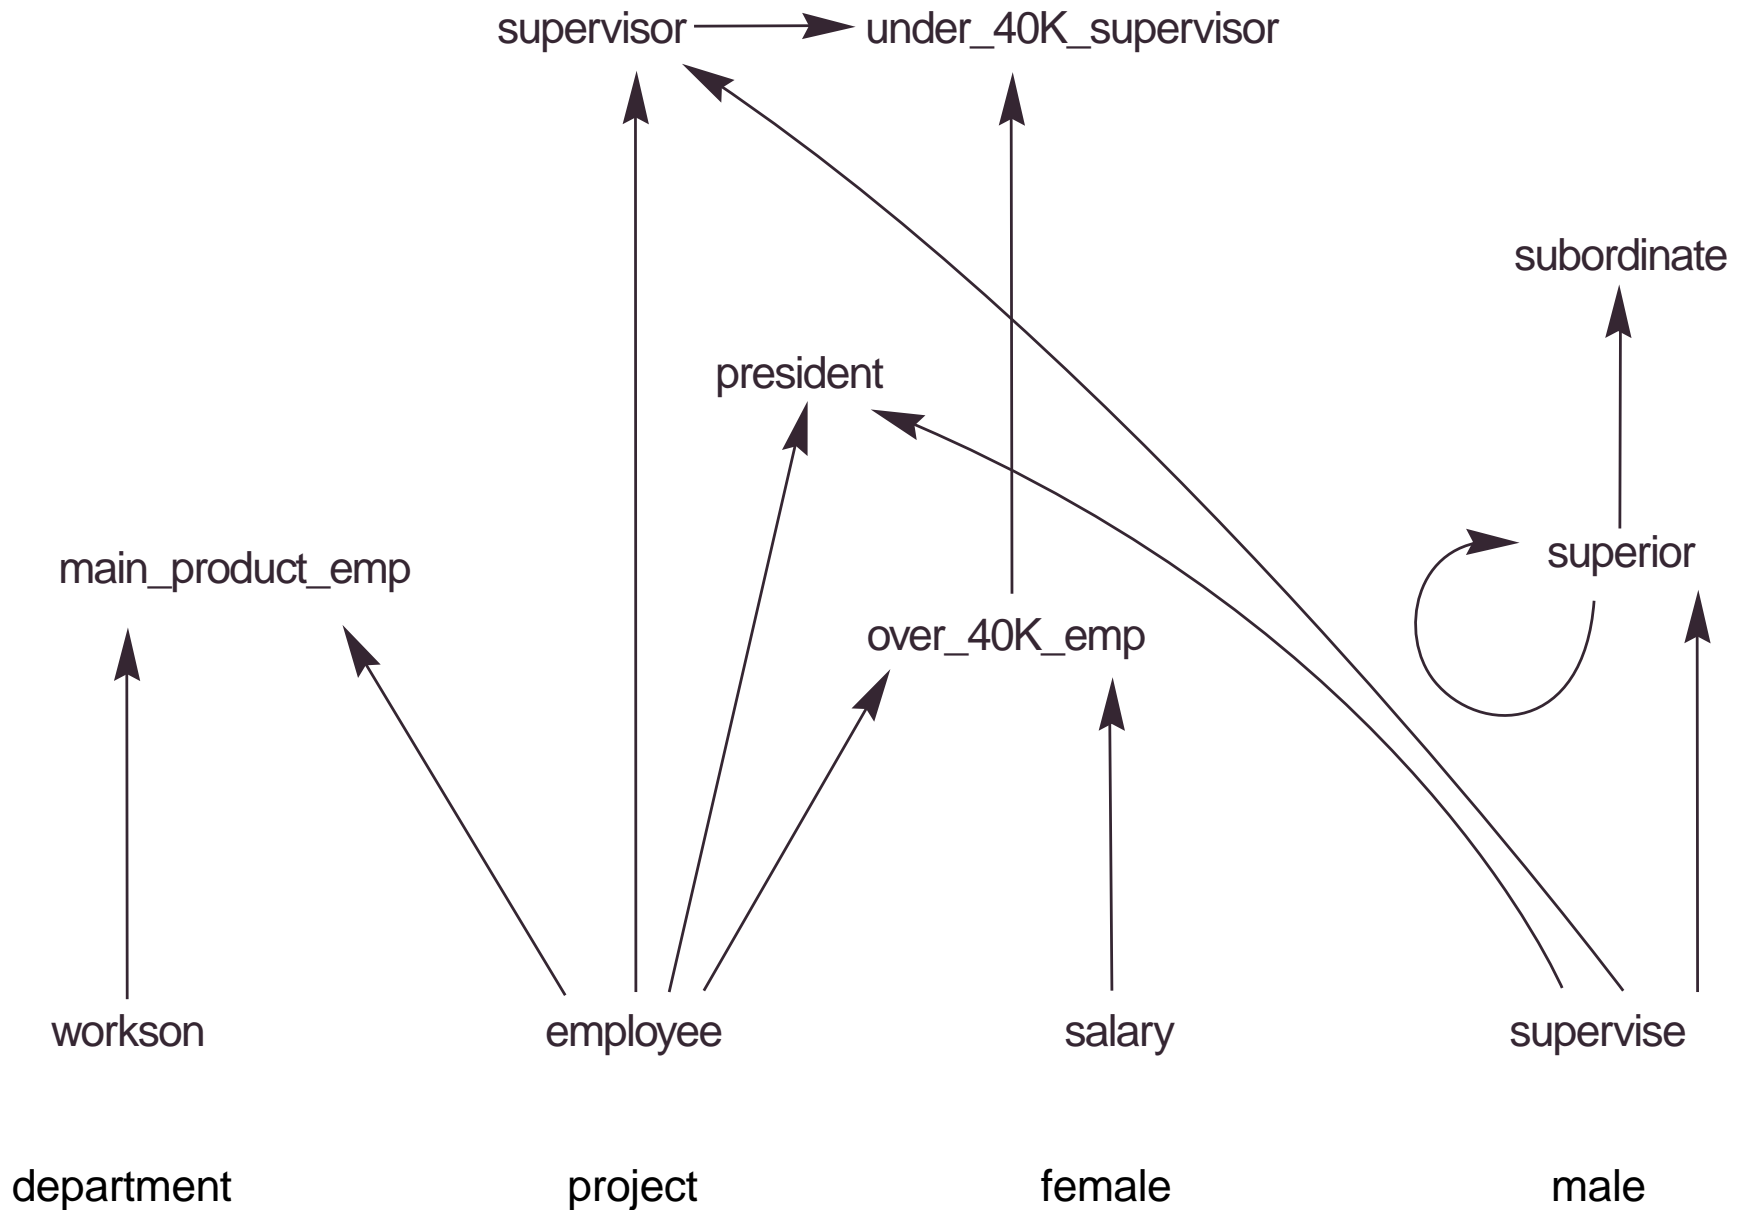 supervisor under_40K_supervisor
subordinate
president
main_product_emp
superior
over_40K_emp
workson employee salary supervise
department project female male